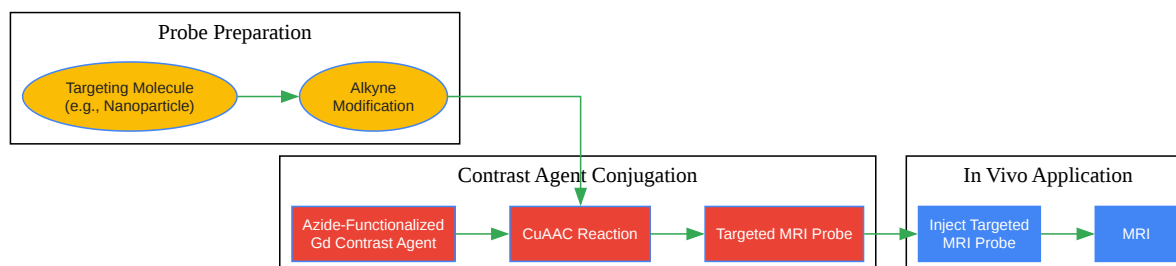 Probe Preparation
Targeting Molecule
(e.g., Nanoparticle)
Alkyne
Modification
Contrast Agent Conjugation
Azide-Functionalized
Gd Contrast Agent
CuAAC Reaction
Targeted MRI Probe
In Vivo Application
Inject Targeted
MRI Probe
MRI